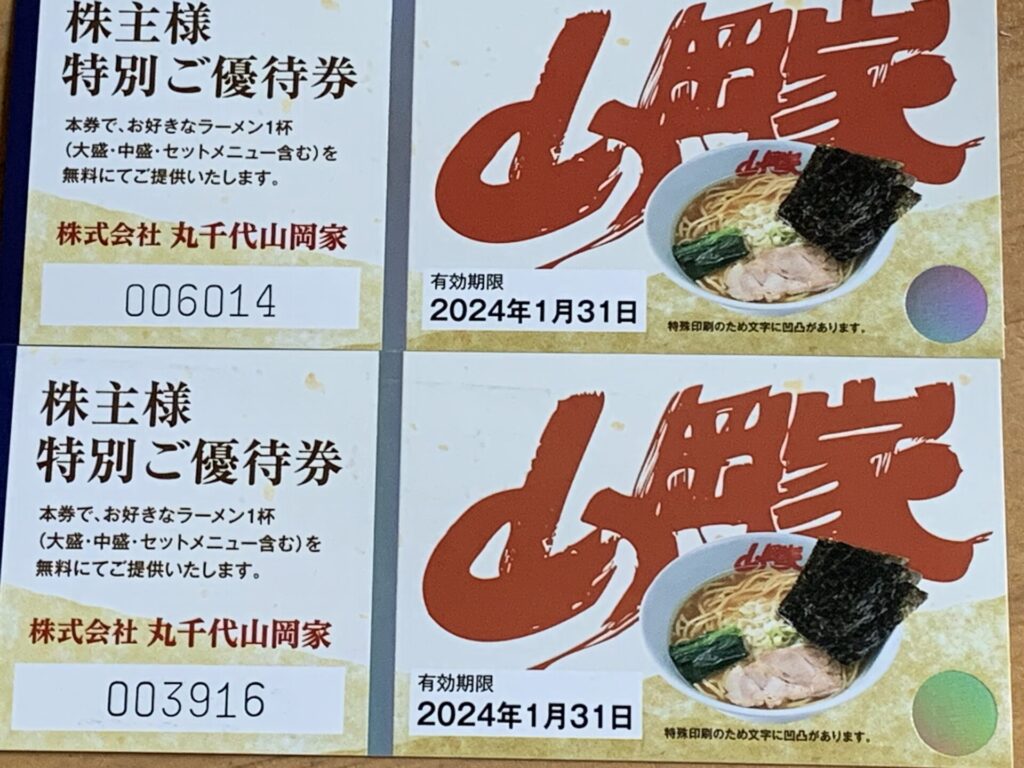 株主様
特別ご優待券
本券で、お好きなラーメン1杯
(大盛・中盛・セットメニュー含む)を
無料にてご提供いたします。
株式会社 丸千代山岡家
006014
山岡家
山岡家
有効期限
2024年1月31日
特殊印刷のため文字に凹凸があります。
株主様
特別ご優待券
本券で、お好きなラーメン1杯
(大盛・中盛・セットメニュー含む)を
無料にてご提供いたします。
株式会社 丸千代山岡家
003916
山岡家
山岡家
有効期限
2024年1月31日
特殊印刷のため文字に凹凸があります。